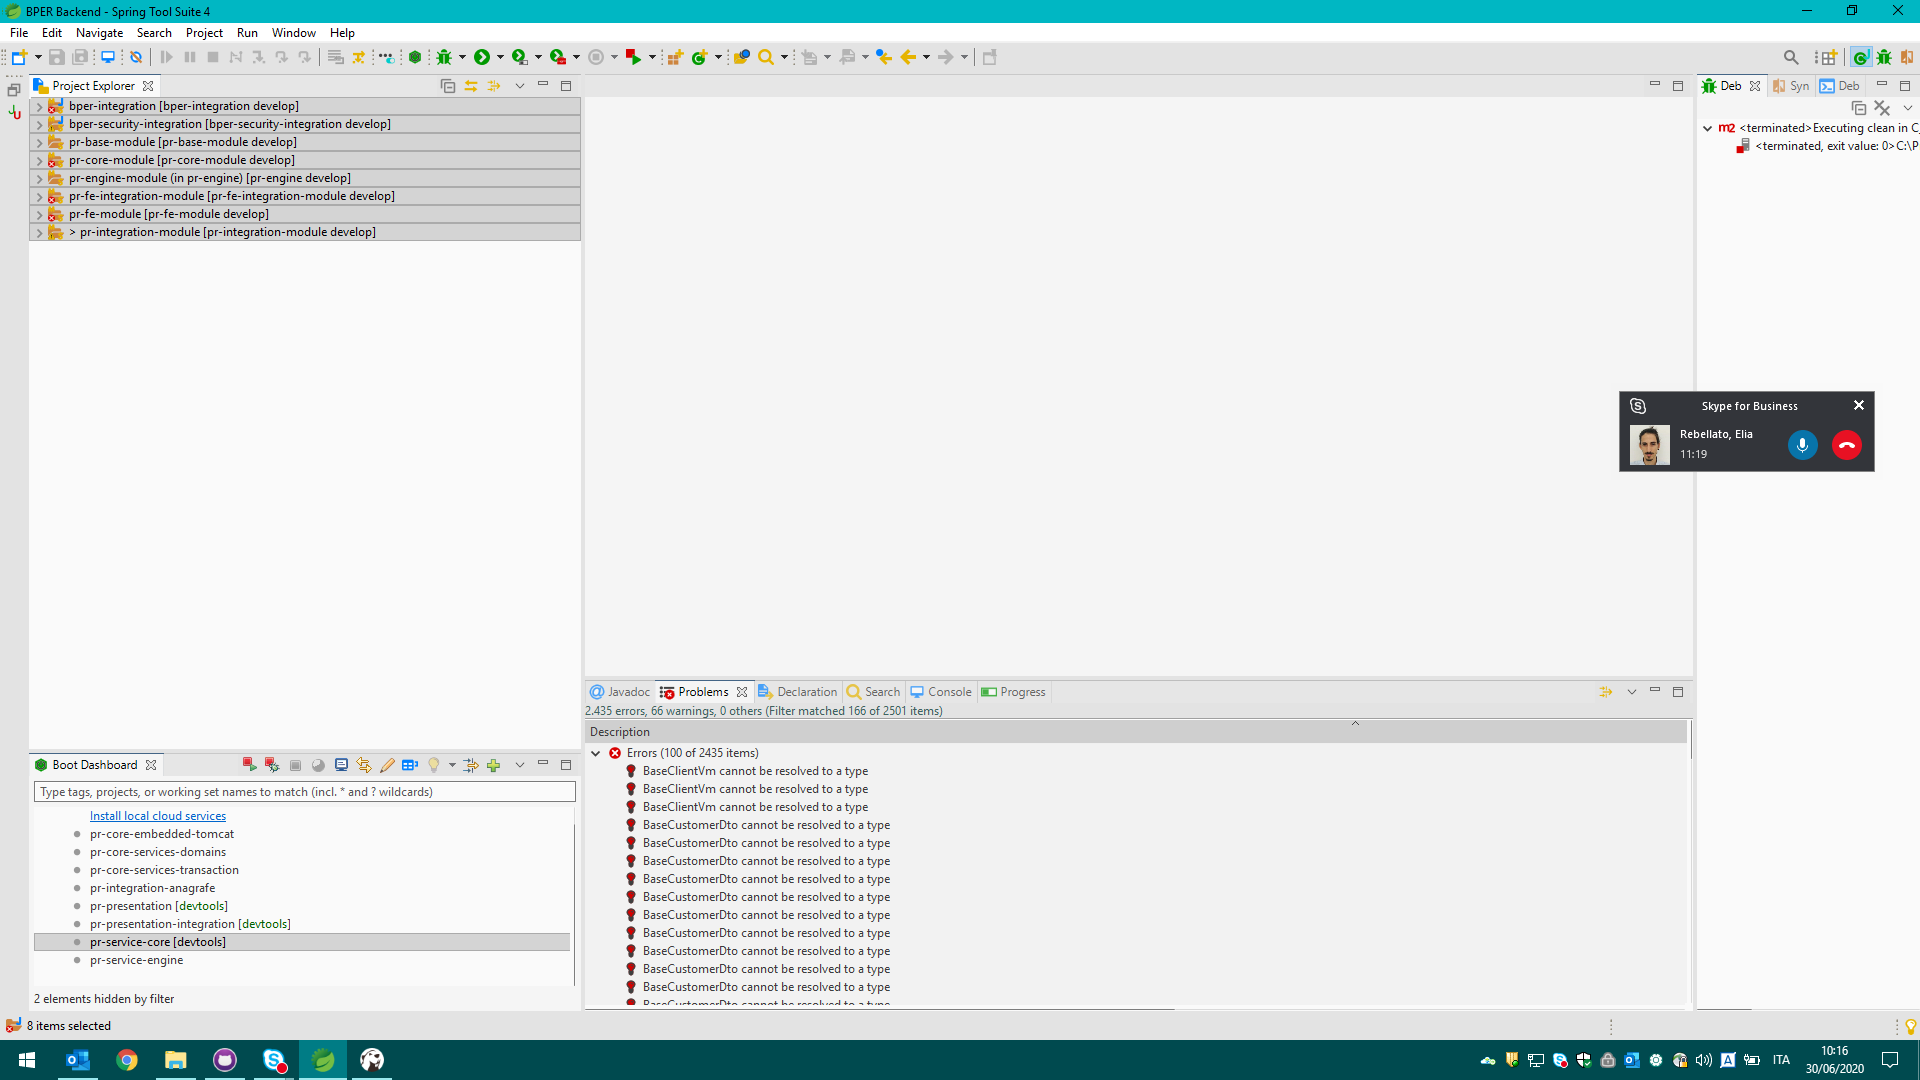 BPER Backend - Spring Tool Suite 4
File Edit Navigate Search Project Run Window Help
Project Explorer
bper-integration [bper-integration develop]
bper-security-integration [bper-security-integration develop]
pr-base-module [pr-base-module develop]
pr-core-module [pr-core-module develop]
pr-engine-module (in pr-engine) [pr-engine develop]
pr-fe-integration-module [pr-fe-integration-module develop]
pr-fe-module [pr-fe-module develop]
> pr-integration-module [pr-integration-module develop]
Deb Syn Deb
m2 <terminated>Executing clean in C
<terminated, exit value: 0>C:\P
Skype for Business
Rebellato, Elia
11:19
Javadoc Problems Declaration Search Console Progress
2.435 errors, 66 warnings, 0 others (Filter matched 166 of 2501 items)
Description
Errors (100 of 2435 items)
BaseClientVm cannot be resolved to a type
BaseClientVm cannot be resolved to a type
BaseClientVm cannot be resolved to a type
BaseCustomerDto cannot be resolved to a type
BaseCustomerDto cannot be resolved to a type
BaseCustomerDto cannot be resolved to a type
BaseCustomerDto cannot be resolved to a type
BaseCustomerDto cannot be resolved to a type
BaseCustomerDto cannot be resolved to a type
BaseCustomerDto cannot be resolved to a type
BaseCustomerDto cannot be resolved to a type
BaseCustomerDto cannot be resolved to a type
BaseCustomerDto cannot be resolved to a type
BaseCustomerDto cannot be resolved to a type
Boot Dashboard
Type tags, projects, or working set names to match (incl. * and ? wildcards)
Install local cloud services
pr-core-embedded-tomcat
pr-core-services-domains
pr-core-services-transaction
pr-integration-anagrafe
pr-presentation [devtools]
pr-presentation-integration [devtools]
pr-service-core [devtools]
pr-service-engine
2 elements hidden by filter
8 items selected
ITA
10:16
30/06/2020